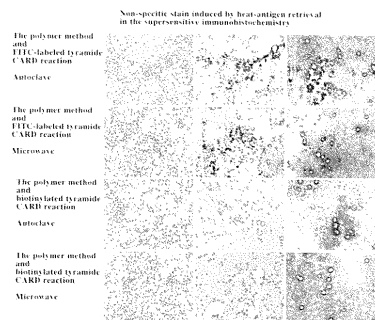 Non-specific stain induced by heat-antigen retrieval
in the supersensitive immunohistochemistry
The polymer method
and
FITC-labeled tyramide
CARD reaction
Autoclave
The polymer method
and
FITC-labeled tyramide
CARD reaction
Microwave
The polymer method
and
biotinylated tyramide
CARD reaction
Autoclave
The polymer method
and
biotinylated tyramide
CARD reaction
Microwave